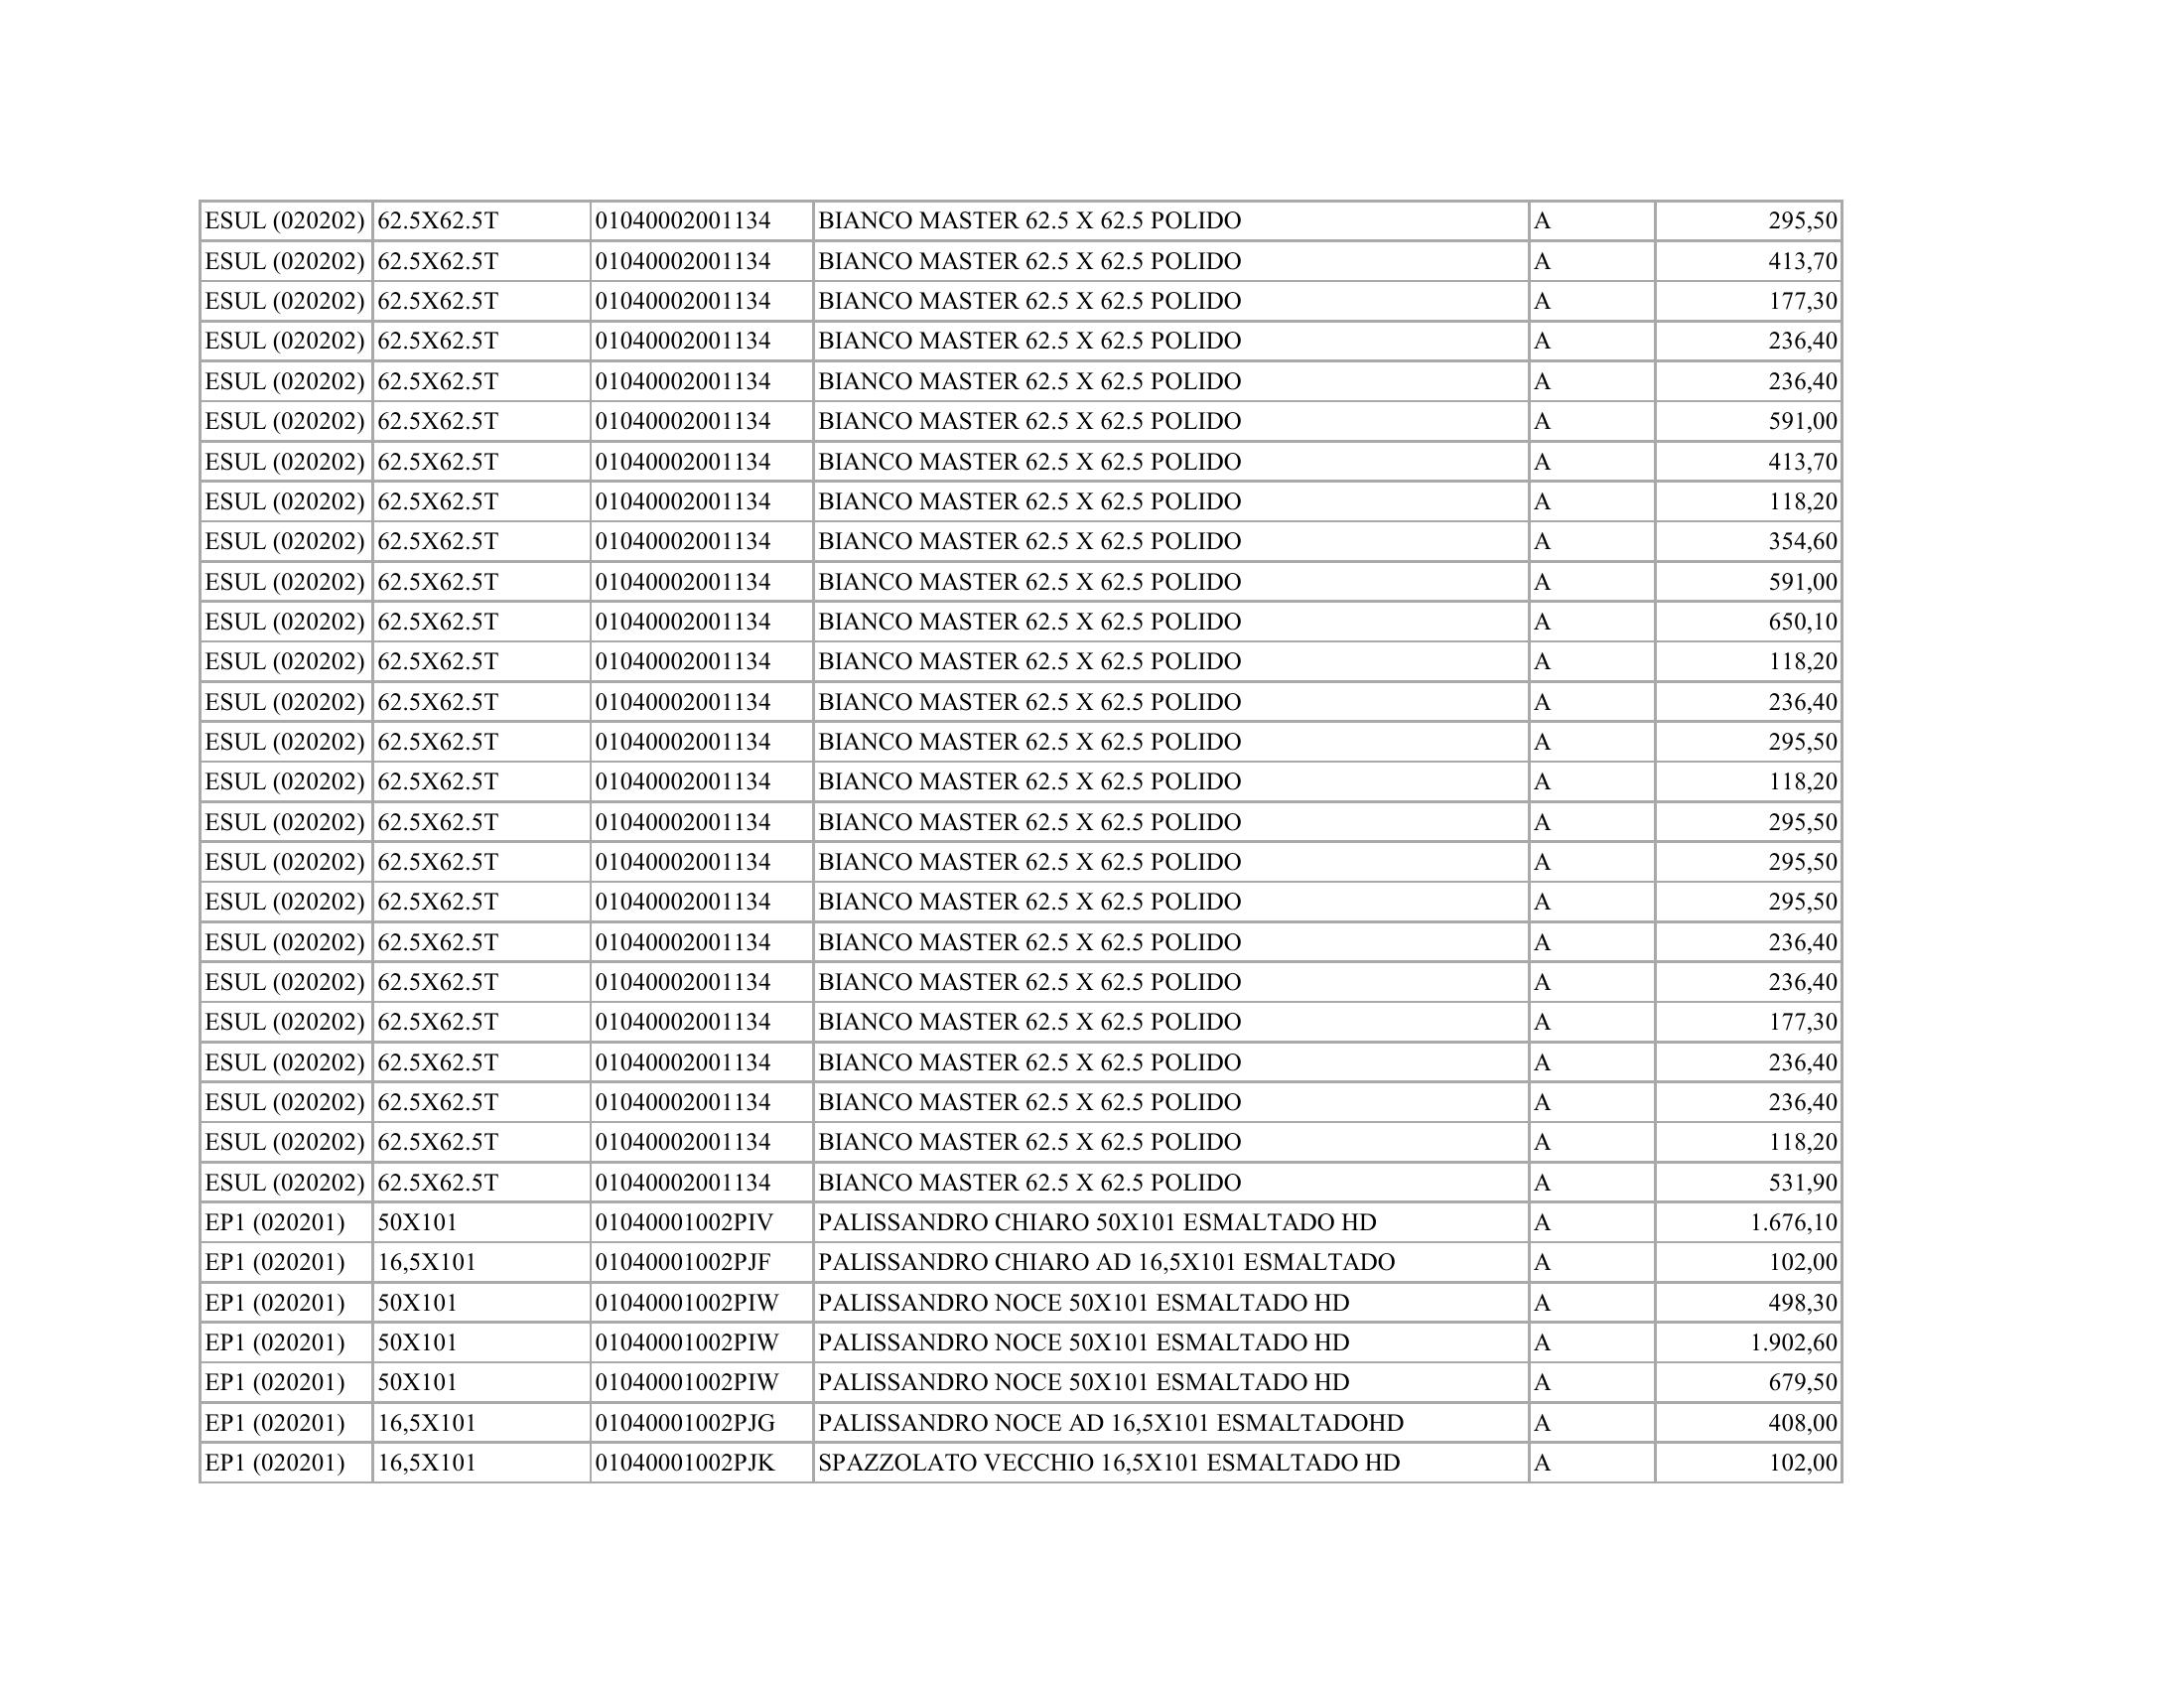 ESUL (020202) 62.5X62.5T 01040002001134 BIANCO MASTER 62.5 X 62.5 POLIDO A 295,50
ESUL (020202) 62.5X62.5T 01040002001134 BIANCO MASTER 62.5 X 62.5 POLIDO A 413,70
ESUL (020202) 62.5X62.5T 01040002001134 BIANCO MASTER 62.5 X 62.5 POLIDO A 177,30
ESUL (020202) 62.5X62.5T 01040002001134 BIANCO MASTER 62.5 X 62.5 POLIDO A 236,40
ESUL (020202) 62.5X62.5T 01040002001134 BIANCO MASTER 62.5 X 62.5 POLIDO A 236,40
ESUL (020202) 62.5X62.5T 01040002001134 BIANCO MASTER 62.5 X 62.5 POLIDO A 591,00
ESUL (020202) 62.5X62.5T 01040002001134 BIANCO MASTER 62.5 X 62.5 POLIDO A 413,70
ESUL (020202) 62.5X62.5T 01040002001134 BIANCO MASTER 62.5 X 62.5 POLIDO A 118,20
ESUL (020202) 62.5X62.5T 01040002001134 BIANCO MASTER 62.5 X 62.5 POLIDO A 354,60
ESUL (020202) 62.5X62.5T 01040002001134 BIANCO MASTER 62.5 X 62.5 POLIDO A 591,00
ESUL (020202) 62.5X62.5T 01040002001134 BIANCO MASTER 62.5 X 62.5 POLIDO A 650,10
ESUL (020202) 62.5X62.5T 01040002001134 BIANCO MASTER 62.5 X 62.5 POLIDO A 118,20
ESUL (020202) 62.5X62.5T 01040002001134 BIANCO MASTER 62.5 X 62.5 POLIDO A 236,40
ESUL (020202) 62.5X62.5T 01040002001134 BIANCO MASTER 62.5 X 62.5 POLIDO A 295,50
ESUL (020202) 62.5X62.5T 01040002001134 BIANCO MASTER 62.5 X 62.5 POLIDO A 118,20
ESUL (020202) 62.5X62.5T 01040002001134 BIANCO MASTER 62.5 X 62.5 POLIDO A 295,50
ESUL (020202) 62.5X62.5T 01040002001134 BIANCO MASTER 62.5 X 62.5 POLIDO A 295,50
ESUL (020202) 62.5X62.5T 01040002001134 BIANCO MASTER 62.5 X 62.5 POLIDO A 295,50
ESUL (020202) 62.5X62.5T 01040002001134 BIANCO MASTER 62.5 X 62.5 POLIDO A 236,40
ESUL (020202) 62.5X62.5T 01040002001134 BIANCO MASTER 62.5 X 62.5 POLIDO A 236,40
ESUL (020202) 62.5X62.5T 01040002001134 BIANCO MASTER 62.5 X 62.5 POLIDO A 177,30
ESUL (020202) 62.5X62.5T 01040002001134 BIANCO MASTER 62.5 X 62.5 POLIDO A 236,40
ESUL (020202) 62.5X62.5T 01040002001134 BIANCO MASTER 62.5 X 62.5 POLIDO A 236,40
ESUL (020202) 62.5X62.5T 01040002001134 BIANCO MASTER 62.5 X 62.5 POLIDO A 118,20
ESUL (020202) 62.5X62.5T 01040002001134 BIANCO MASTER 62.5 X 62.5 POLIDO A 531,90
EP1 (020201) 50X101 01040001002PIV PALISSANDRO CHIARO 50X101 ESMALTADO HD A 1.676,10
EP1 (020201) 16,5X101 01040001002PJF PALISSANDRO CHIARO AD 16,5X101 ESMALTADO A 102,00
EP1 (020201) 50X101 01040001002PIW PALISSANDRO NOCE 50X101 ESMALTADO HD A 498,30
EP1 (020201) 50X101 01040001002PIW PALISSANDRO NOCE 50X101 ESMALTADO HD A 1.902,60
EP1 (020201) 50X101 01040001002PIW PALISSANDRO NOCE 50X101 ESMALTADO HD A 679,50
EP1 (020201) 16,5X101 01040001002PJG PALISSANDRO NOCE AD 16,5X101 ESMALTADOHD A 408,00
EP1 (020201) 16,5X101 01040001002PJK SPAZZOLATO VECCHIO 16,5X101 ESMALTADO HD A 102,00